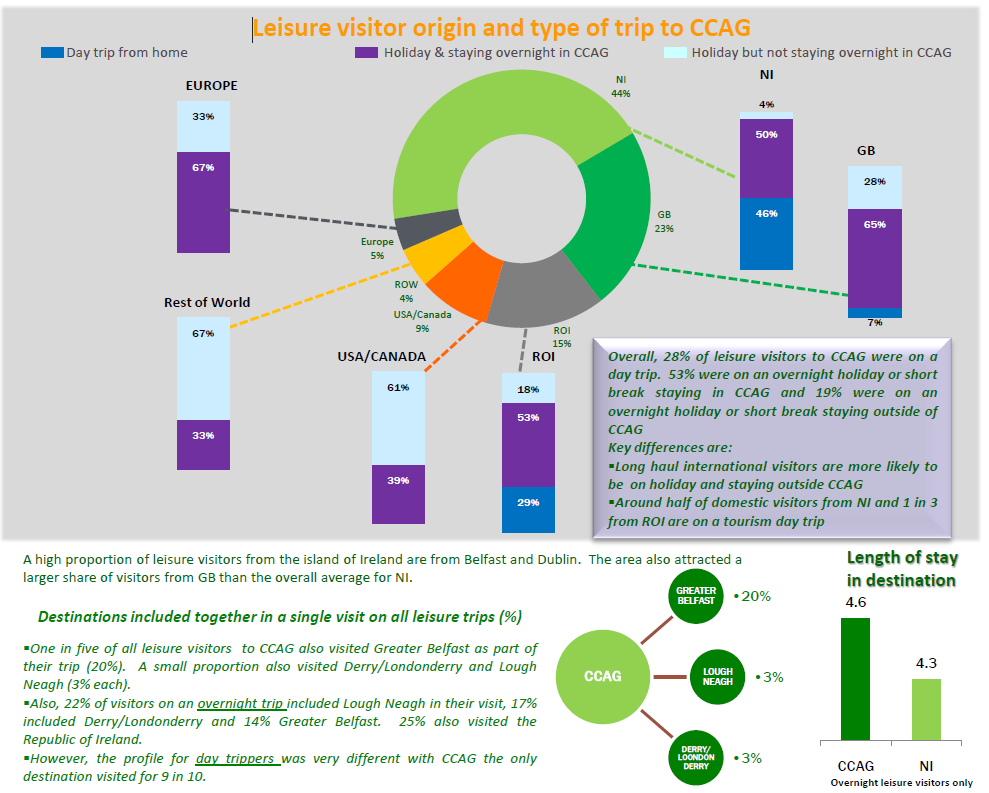 Leisure visitor origin and type of trip to CCAG
Day trip from home
Holiday & staying overnight in CCAG
Holiday but not staying overnight in CCAG
EUROPE
33%
67%
NI
44%
GB
23%
ROI
15%
USA/Canada
9%
ROW
4%
Europe
5%
NI
4%
50%
46%
GB
28%
65%
7%
Rest of World
67%
33%
USA/CANADA
61%
39%
ROI
18%
53%
29%
Overall, 28% of leisure visitors to CCAG were on a
day trip. 53% were on an overnight holiday or short
break staying in CCAG and 19% were on an
overnight holiday or short break staying outside of
CCAG
Key differences are:
▪Long haul international visitors are more likely to
be on holiday and staying outside CCAG
▪Around half of domestic visitors from NI and 1 in 3
from ROI are on a tourism day trip
A high proportion of leisure visitors from the island of Ireland are from Belfast and Dublin. The area also attracted a
larger share of visitors from GB than the overall average for NI.
Destinations included together in a single visit on all leisure trips (%)
▪One in five of all leisure visitors to CCAG also visited Greater Belfast as part of
their trip (20%). A small proportion also visited Derry/Londonderry and Lough
Neagh (3% each).
▪Also, 22% of visitors on an overnight trip included Lough Neagh in their visit, 17%
included Derry/Londonderry and 14% Greater Belfast. 25% also visited the
Republic of Ireland.
▪However, the profile for day trippers was very different with CCAG the only
destination visited for 9 in 10.
CCAG
GREATER
BELFAST
•20%
LOUGH
NEAGH
•3%
DERRY/
LOONDON
DERRY
•3%
Length of stay
in destination
4.6
4.3
CCAG
NI
Overnight leisure visitors only